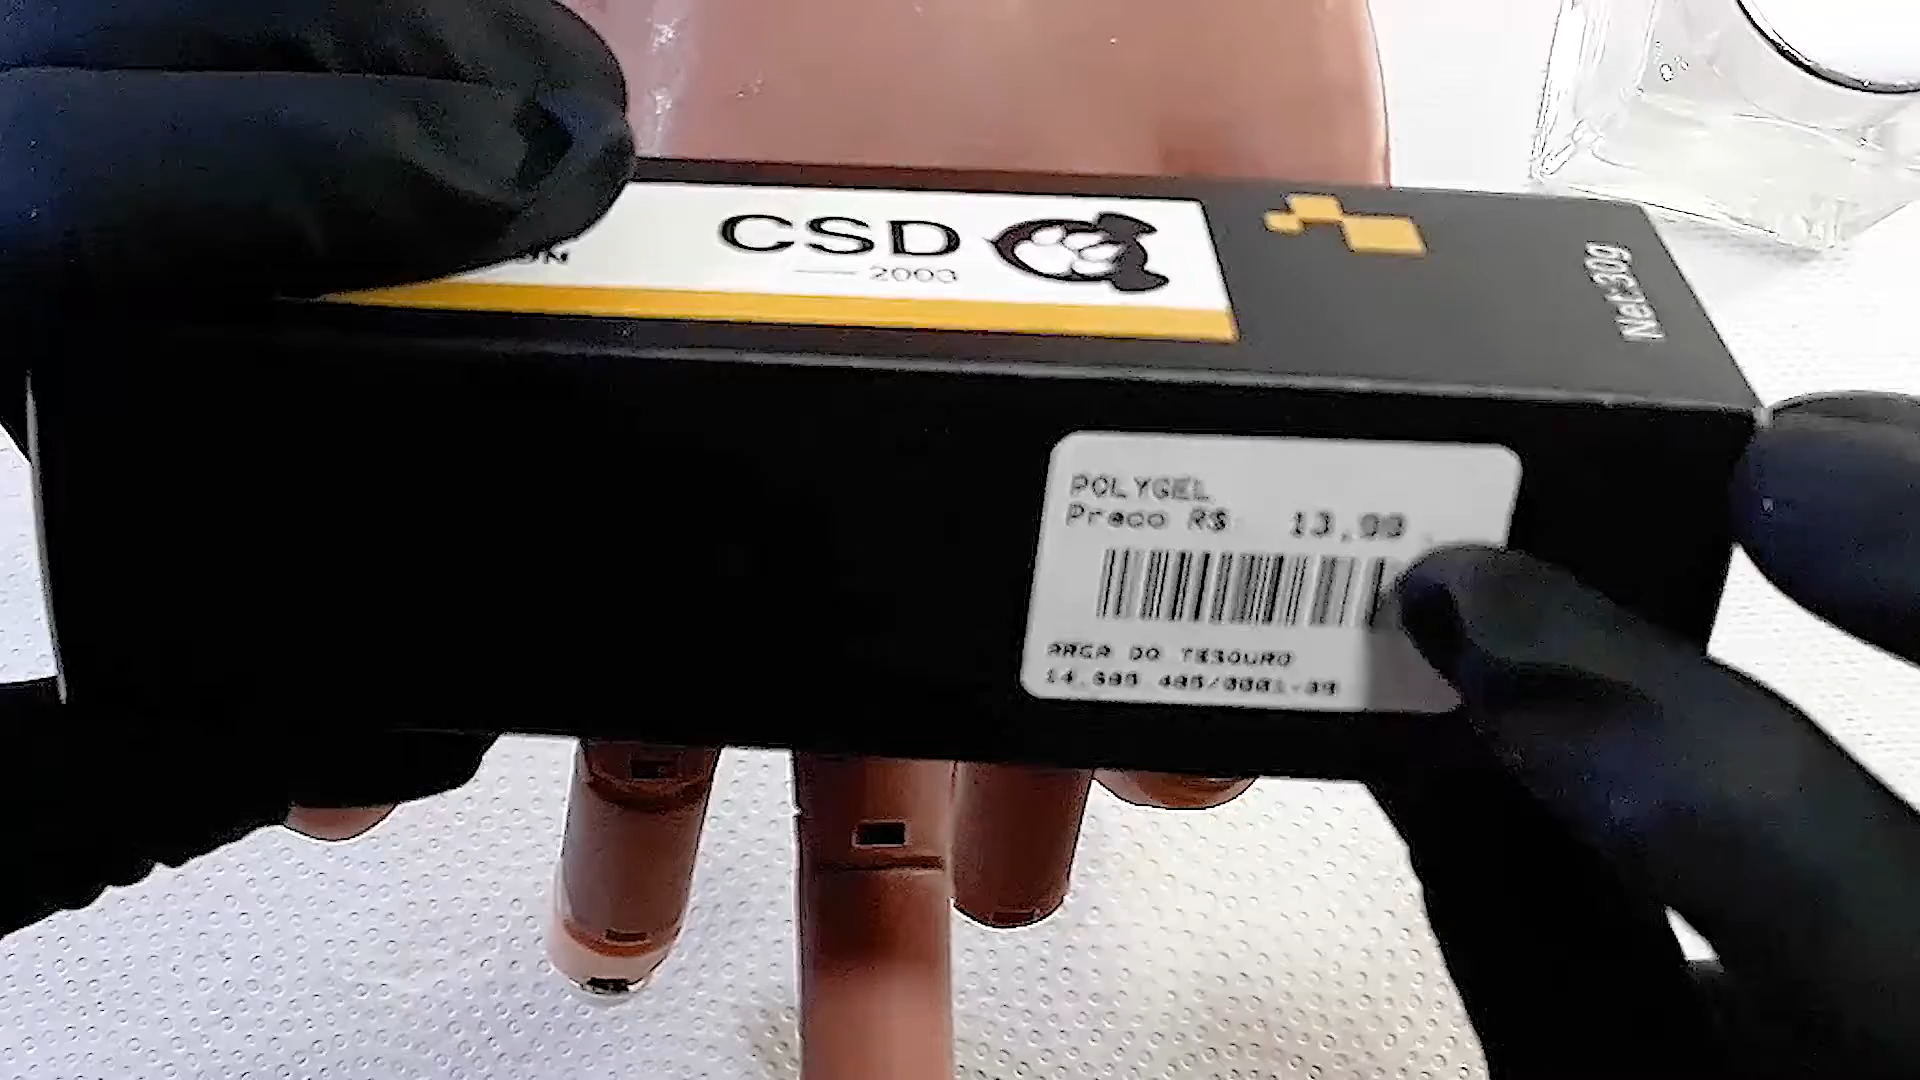 CSD
2003
Net:30g
POLYGEL
Preco R$ 13,99
ARCA DO TESOURO